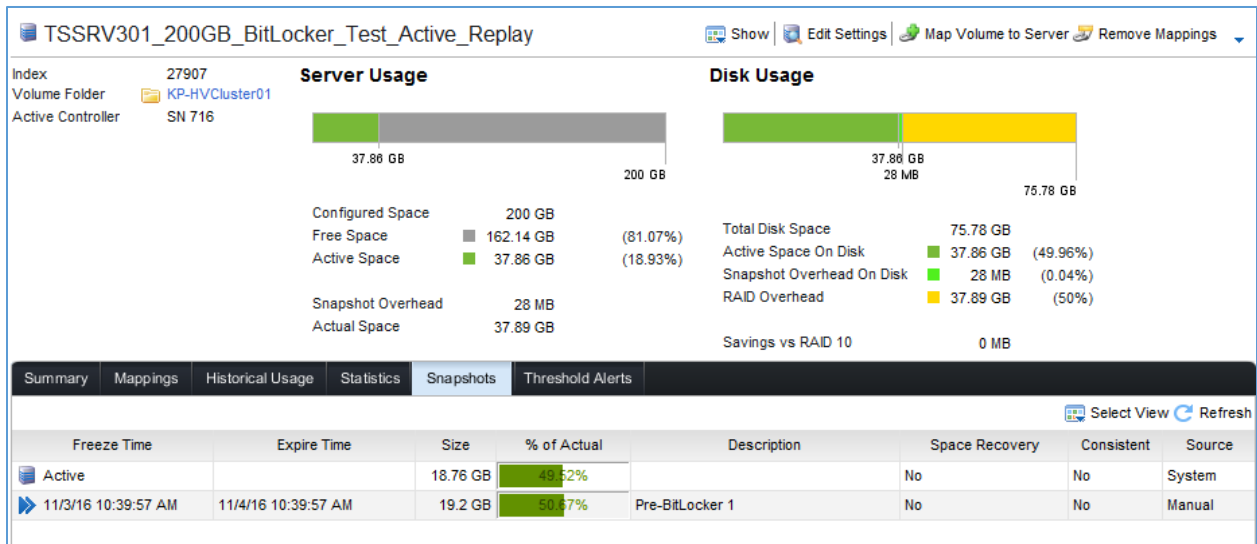 TSSRV301_200GB_BitLocker_Test_Active_Replay Show Edit Settings Map Volume to Server Remove Mappings
Index 27907
Volume Folder KP-HVCluster01
Active Controller SN 716
Server Usage
37.86 GB
200 GB
Configured Space 200 GB
Free Space 162.14 GB (81.07%)
Active Space 37.86 GB (18.93%)
Snapshot Overhead 28 MB
Actual Space 37.89 GB
Disk Usage
37.86 GB
28 MB
75.78 GB
Total Disk Space 75.78 GB
Active Space On Disk 37.86 GB (49.96%)
Snapshot Overhead On Disk 28 MB (0.04%)
RAID Overhead 37.89 GB (50%)
Savings vs RAID 10 0 MB
Summary Mappings Historical Usage Statistics Snapshots Threshold Alerts
Select View Refresh
Freeze Time Expire Time Size % of Actual Description Space Recovery Consistent Source
Active 18.76 GB 49.52% No No System
11/3/16 10:39:57 AM 11/4/16 10:39:57 AM 19.2 GB 50.67% Pre-BitLocker 1 No No Manual